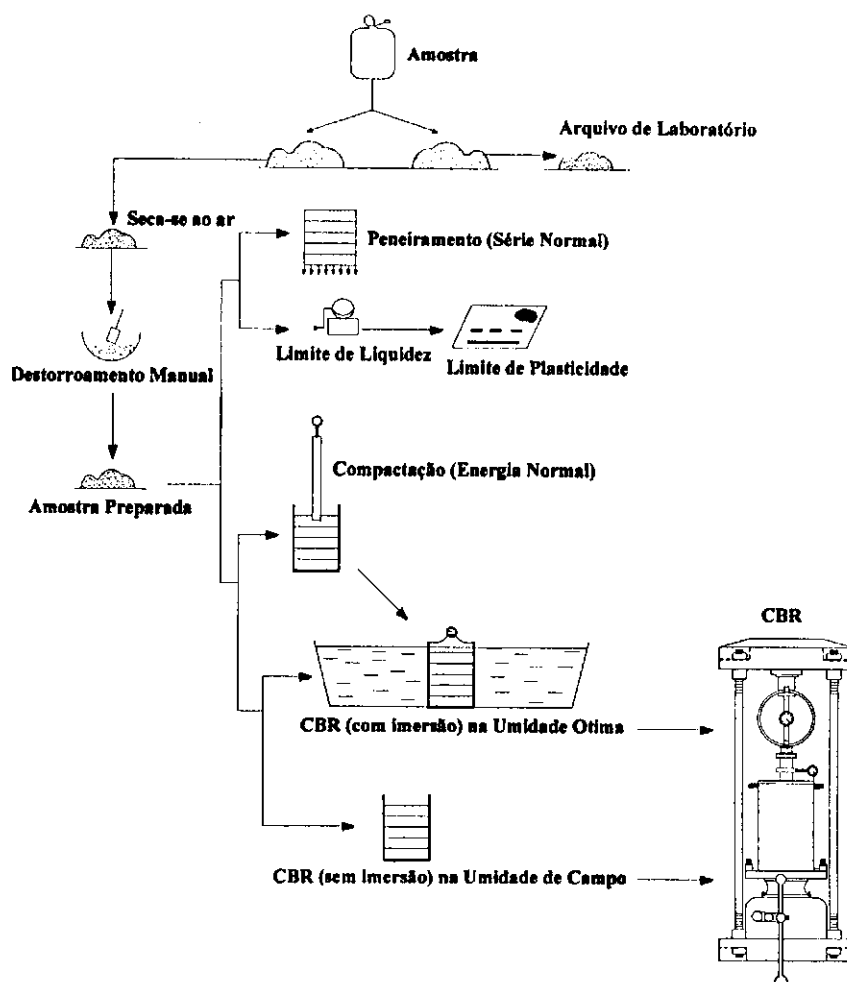 Amostra
Arquivo de Laboratório
Seca-se ao ar
Peneiramento (Série Normal)
Limite de Liquidez
Limite de Plasticidade
Destorroamento Manual
Compactação (Energia Normal)
Amostra Preparada
CBR
CBR (com imersão) na Umidade Otima
CBR (sem imersão) na Umidade de Campo